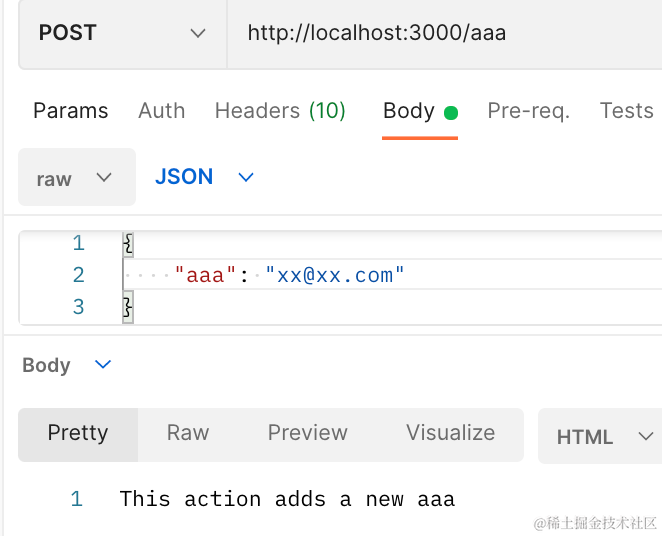 POST http://localhost:3000/aaa
Params Auth Headers (10) Body Pre-req. Tests
raw JSON
1 {
2 "aaa": "xx@xx.com"
3 }
Body
Pretty Raw Preview Visualize HTML
1 This action adds a new aaa
@稀土掘金技术社区